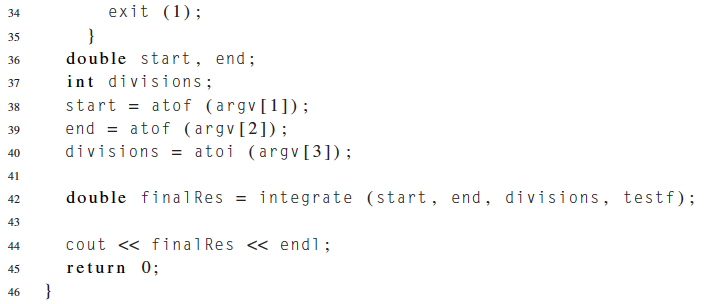 34 exit (1);
35 }
36 double start, end;
37 int divisions;
38 start = atof (argv[1]);
39 end = atof (argv[2]);
40 divisions = atoi (argv[3]);
41
42 double finalRes = integrate (start, end, divisions, testf);
43
44 cout << finalRes << endl;
45 return 0;
46 }